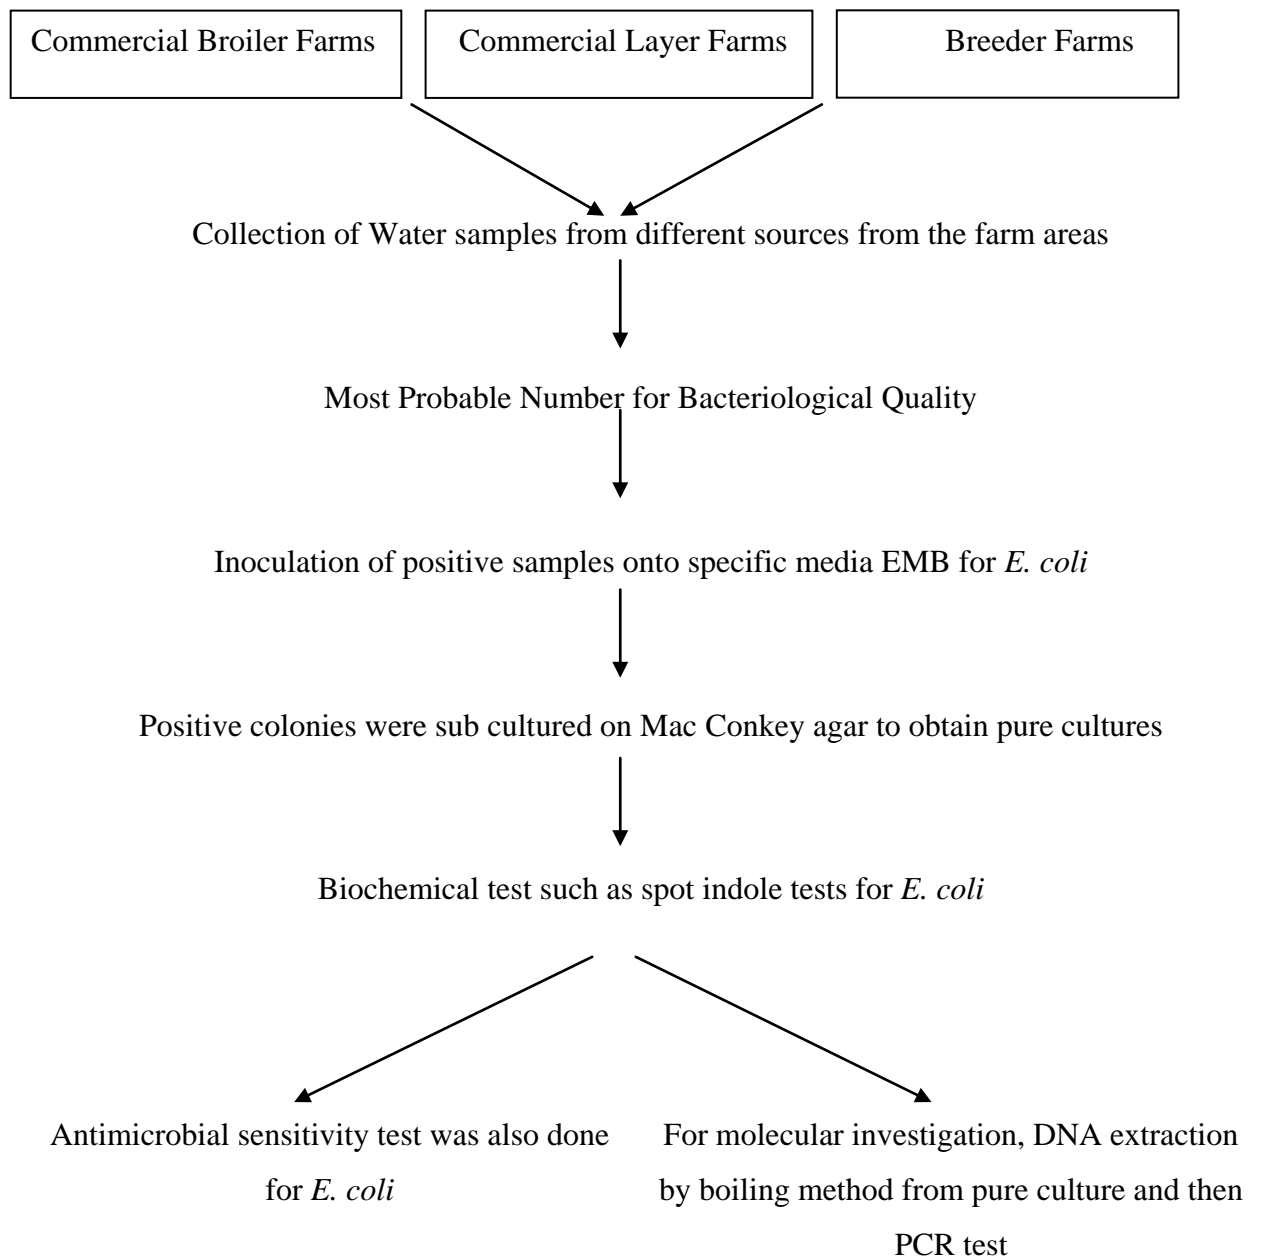 Commercial Broiler Farms
Commercial Layer Farms
Breeder Farms
Collection of Water samples from different sources from the farm areas
Most Probable Number for Bacteriological Quality
Inoculation of positive samples onto specific media EMB for E. coli
Positive colonies were sub cultured on Mac Conkey agar to obtain pure cultures
Biochemical test such as spot indole tests for E. coli
Antimicrobial sensitivity test was also done
for E. coli
For molecular investigation, DNA extraction
by boiling method from pure culture and then
PCR test